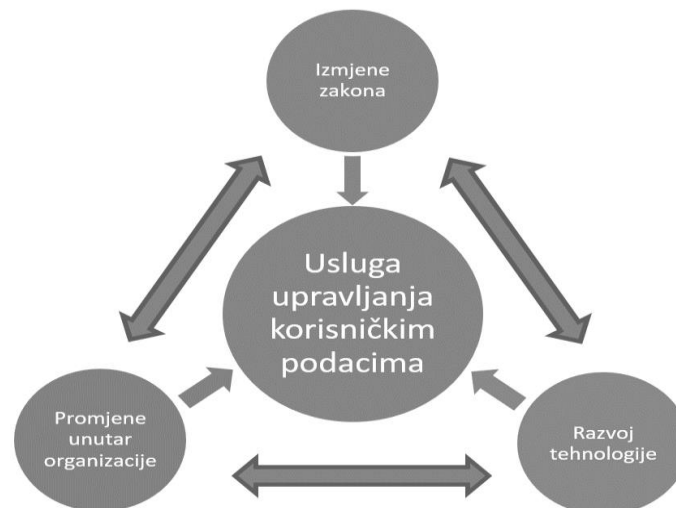 Izmjene
zakona
Usluga
upravljanja
korisničkim
podacima
Promjene
unutar
organizacije
Razvoj
tehnologije